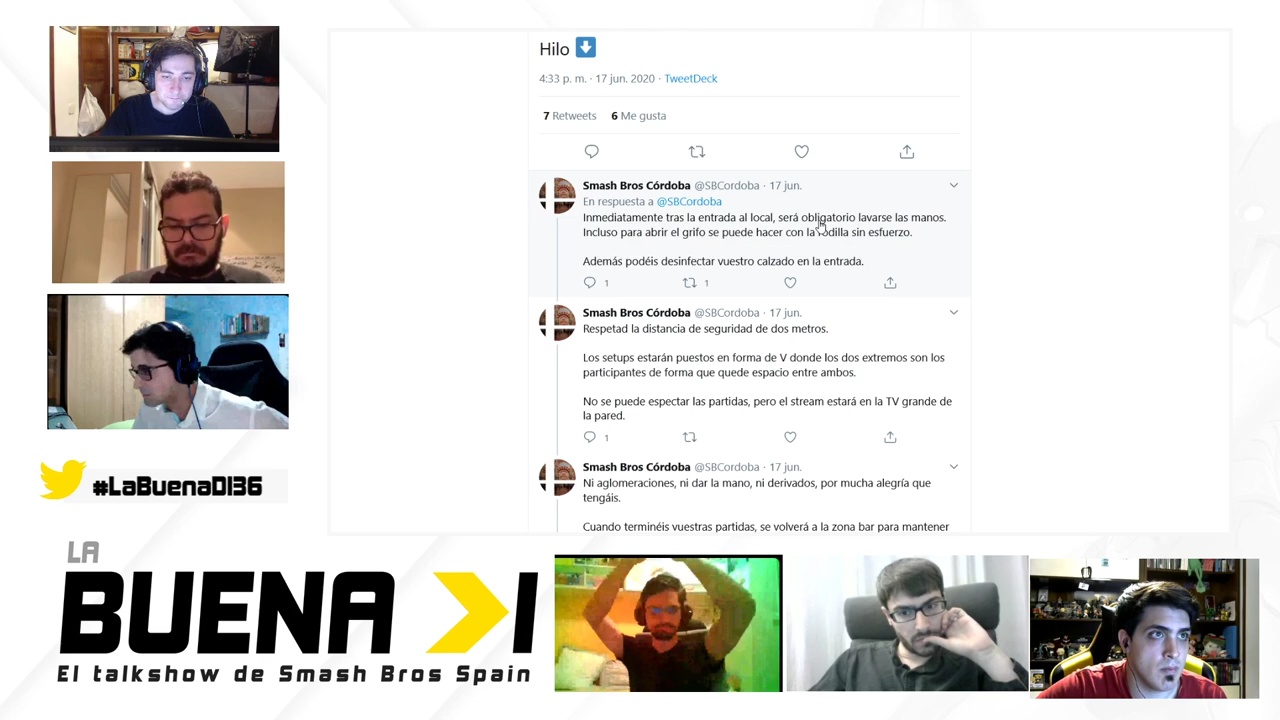 Hilo
4:33 p. m. · 17 jun. 2020 · TweetDeck
7 Retweets 6 Me gusta
Smash Bros Córdoba @SBCordoba · 17 jun.
En respuesta a @SBCordoba
Inmediatamente tras la entrada al local, será obligatorio lavarse las manos.
Incluso para abrir el grifo se puede hacer con la rodilla sin esfuerzo.
Además podéis desinfectar vuestro calzado en la entrada.
1 1
Smash Bros Córdoba @SBCordoba · 17 jun.
Respetad la distancia de seguridad de dos metros.
Los setups estarán puestos en forma de V donde los dos extremos son los
participantes de forma que quede espacio entre ambos.
No se puede espectar las partidas, pero el stream estará en la TV grande de
la pared.
1
Smash Bros Córdoba @SBCordoba · 17 jun.
Ni aglomeraciones, ni dar la mano, ni derivados, por mucha alegría que
tengáis.
Cuando terminéis vuestras partidas, se volverá a la zona bar para mantener
#LaBuenaDI36
LA
BUENA DI
El talkshow de Smash Bros Spain